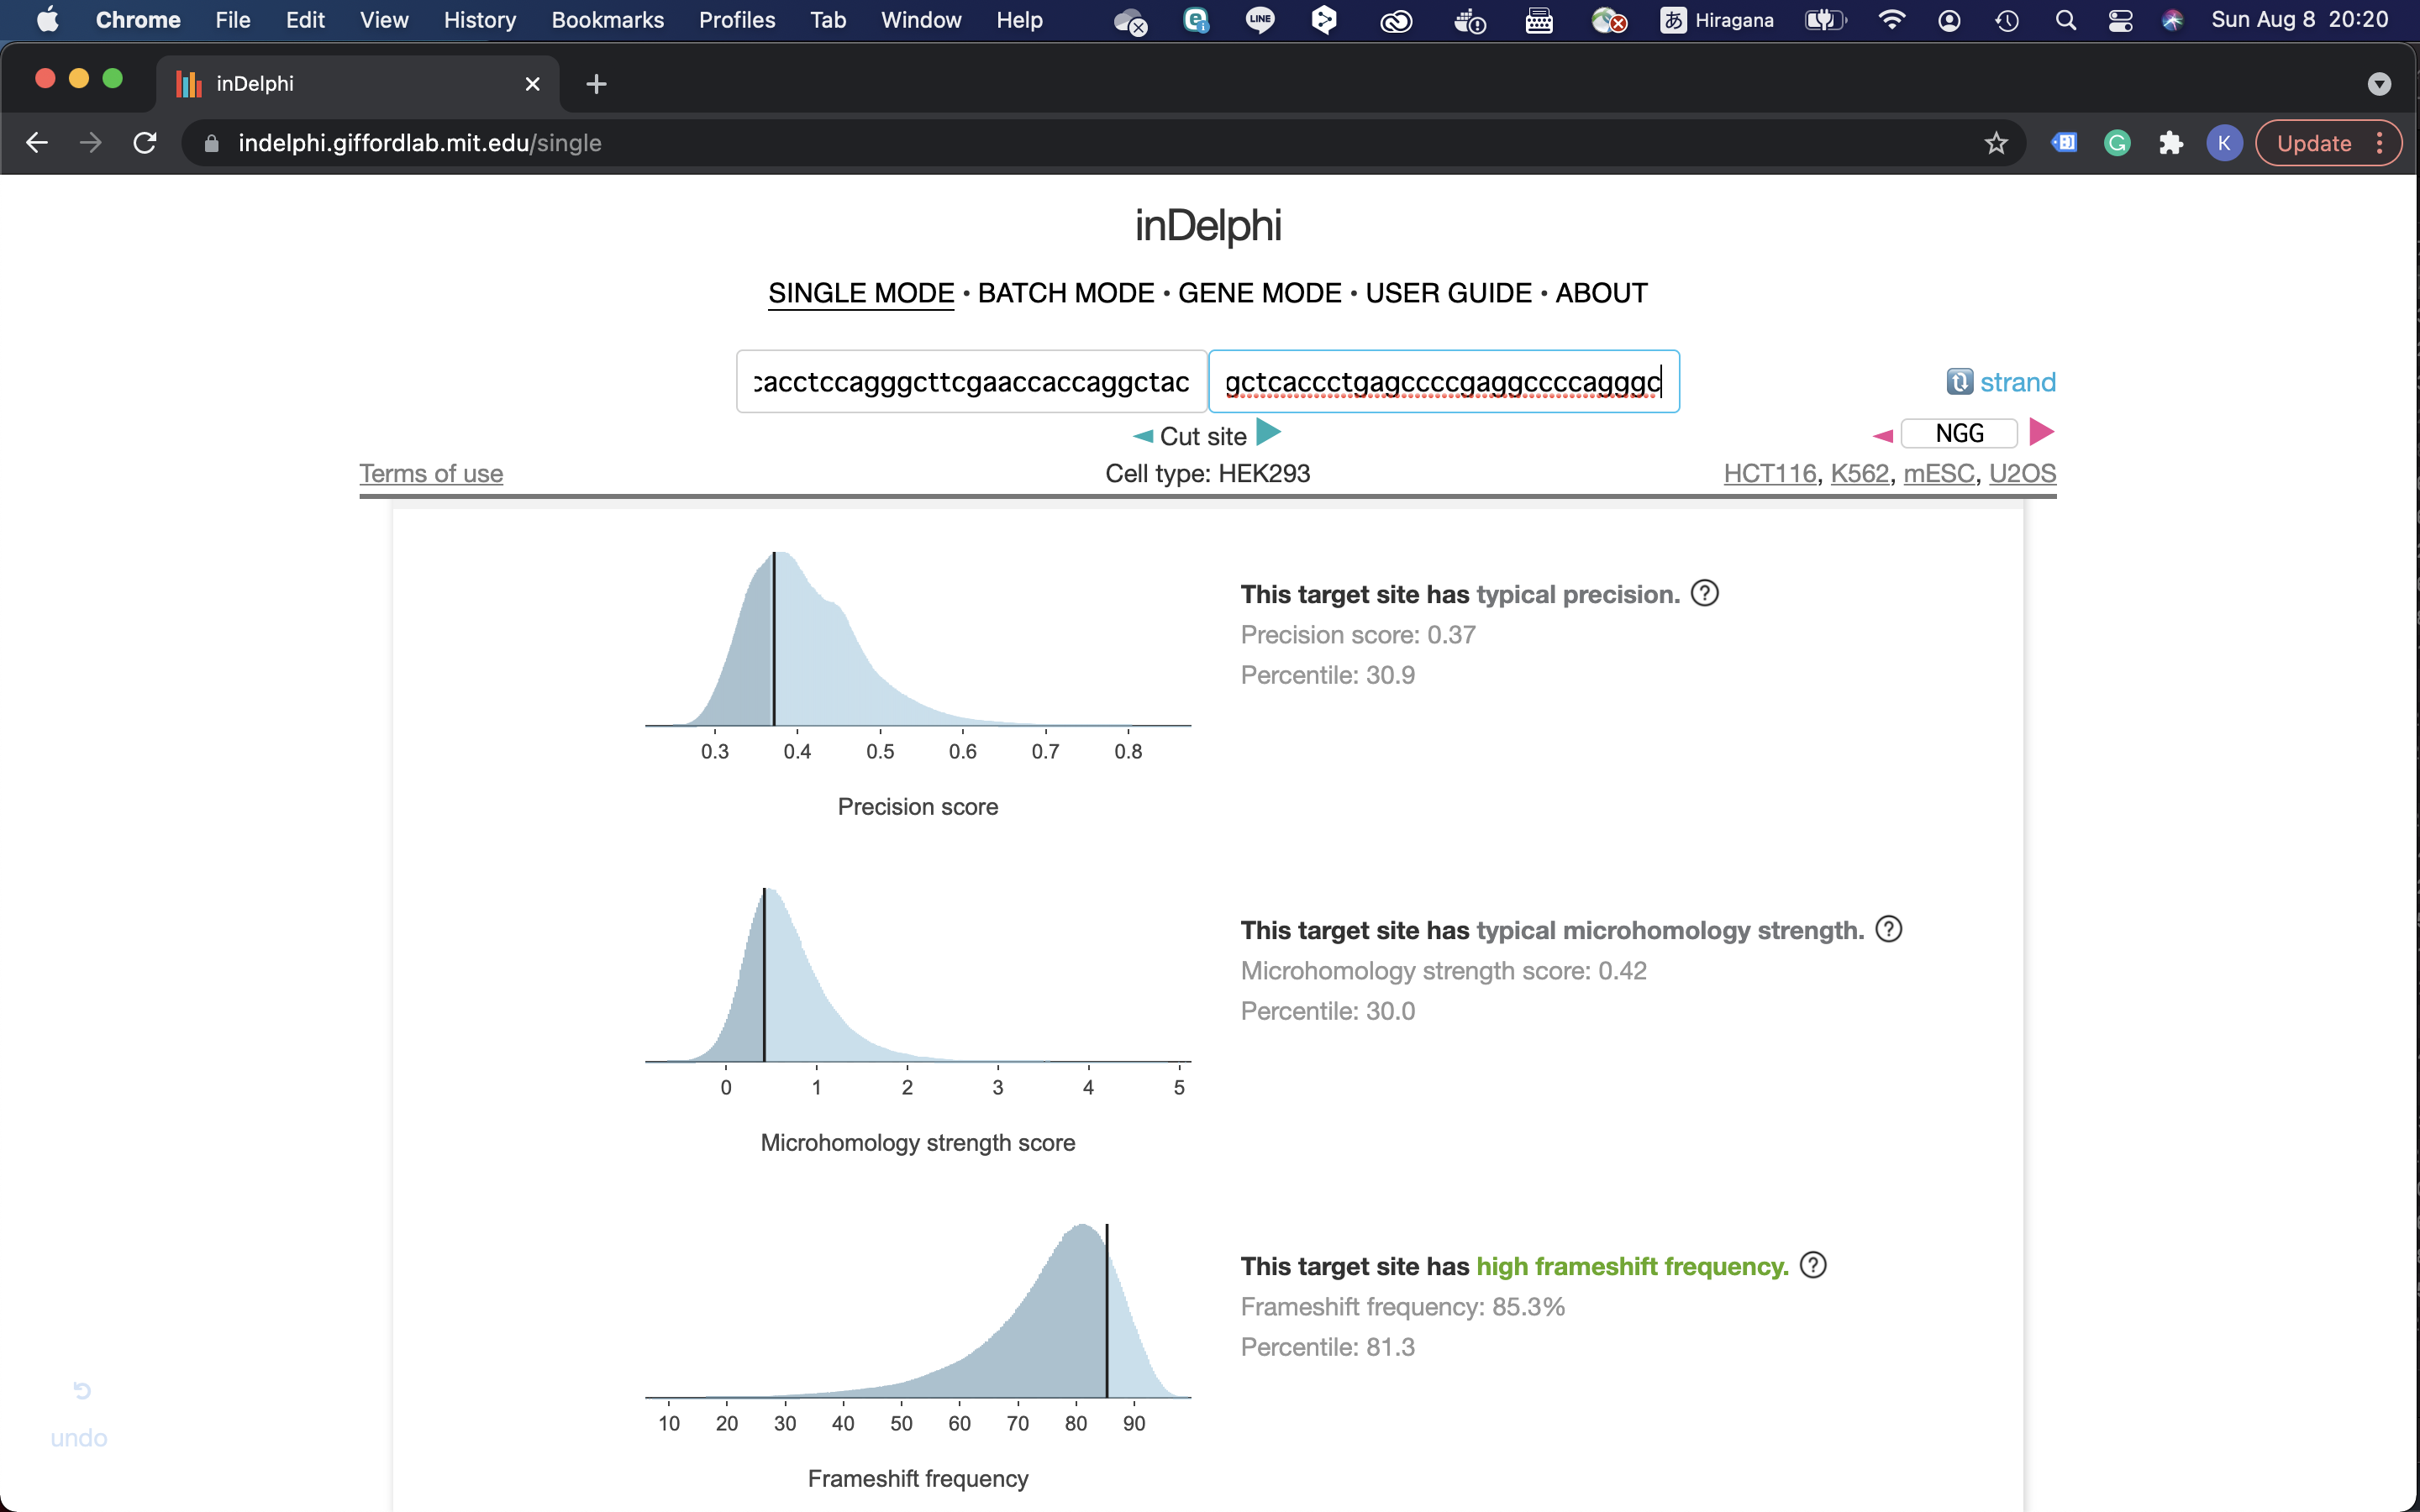 Chrome File Edit View History Bookmarks Profiles Tab Window Help LINE あ Hiragana Sun Aug 8 20:20
inDelphi
indelphi.giffordlab.mit.edu/single K Update
inDelphi
SINGLE MODE · BATCH MODE · GENE MODE · USER GUIDE · ABOUT
cacctccagggcttcgaaccaccaggctac gctcaccctgagccccgaggccccagggc strand
Cut site NGG
Terms of use Cell type: HEK293 HCT116, K562, mESC, U2OS
This target site has typical precision. ?
Precision score: 0.37
Percentile: 30.9
0.3 0.4 0.5 0.6 0.7 0.8
Precision score
This target site has typical microhomology strength. ?
Microhomology strength score: 0.42
Percentile: 30.0
0 1 2 3 4 5
Microhomology strength score
This target site has high frameshift frequency. ?
Frameshift frequency: 85.3%
Percentile: 81.3
10 20 30 40 50 60 70 80 90
Frameshift frequency
undo